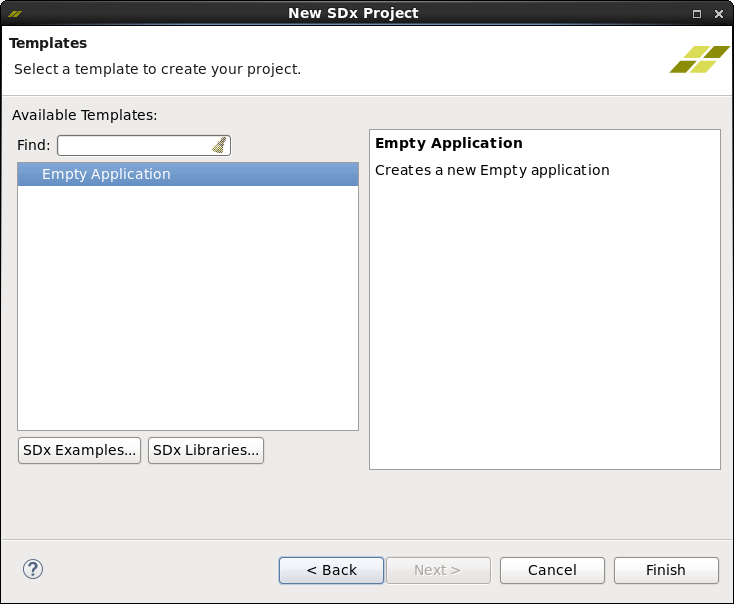 New SDx Project
Templates
Select a template to create your project.
Available Templates:
Find:
Empty Application
Empty Application
Creates a new Empty application
SDx Examples...
SDx Libraries...
?
< Back
Next >
Cancel
Finish